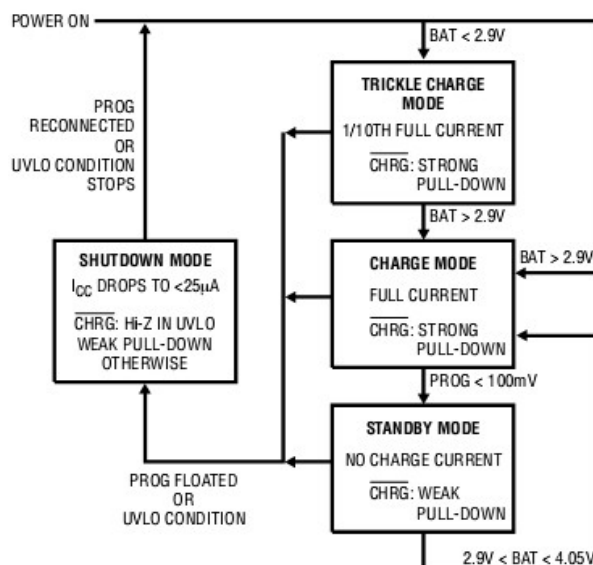 POWER ON
BAT < 2.9V
TRICKLE CHARGE
MODE
1/10TH FULL CURRENT
CHRG: STRONG
PULL-DOWN
PROG
RECONNECTED
OR
UVLO CONDITION
STOPS
BAT > 2.9V
SHUTDOWN MODE
ICC DROPS TO <25µA
CHRG: Hi-Z IN UVLO
WEAK PULL-DOWN
OTHERWISE
CHARGE MODE
FULL CURRENT
CHRG: STRONG
PULL-DOWN
BAT > 2.9V
PROG < 100mV
STANDBY MODE
NO CHARGE CURRENT
CHRG: WEAK
PULL-DOWN
PROG FLOATED
OR
UVLO CONDITION
2.9V < BAT < 4.05V